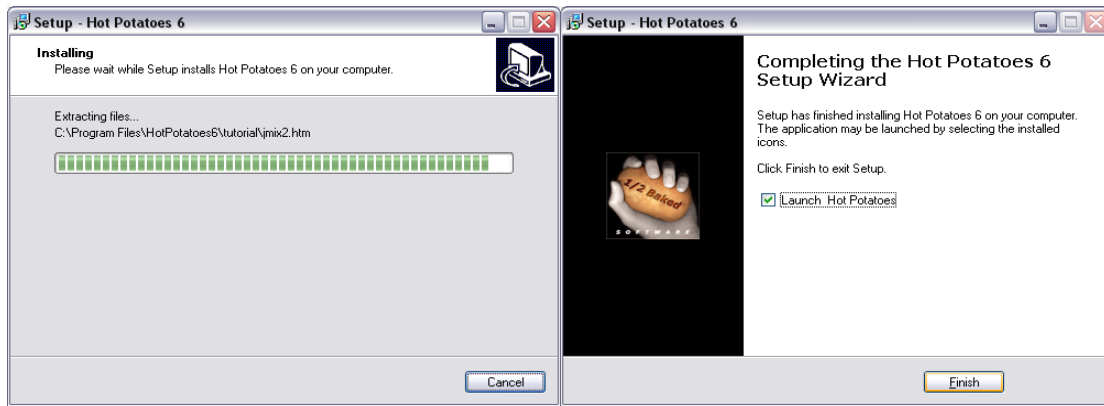 Setup - Hot Potatoes 6
Installing
Please wait while Setup installs Hot Potatoes 6 on your computer.
Extracting files...
C:\Program Files\HotPotatoes6\tutorial\jmix2.htm
Cancel
Setup - Hot Potatoes 6
1/2 Baked
SOFTWARE
Completing the Hot Potatoes 6
Setup Wizard
Setup has finished installing Hot Potatoes 6 on your computer.
The application may be launched by selecting the installed
icons.
Click Finish to exit Setup.
Launch Hot Potatoes
Finish